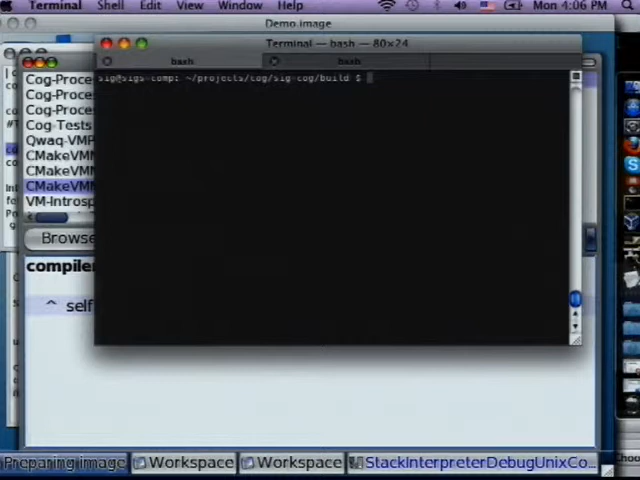 Terminal Shell Edit View Window Help Mon 4:06 PM
Demo image
Terminal — bash — 80×24
bash bash
sig@sigs-comp: ~/projects/cog/sig-cog/build $
Cog-Proce
Cog-Proce
Cog-Proce
Cog-Tests
Qwaq-VMP
CMakeVMM
CMakeVMM
CMakeVMM
VM-Introsp
Browse
compiler
^ self
Preparing image Workspace Workspace StackInterpreterDebugUnixCo...